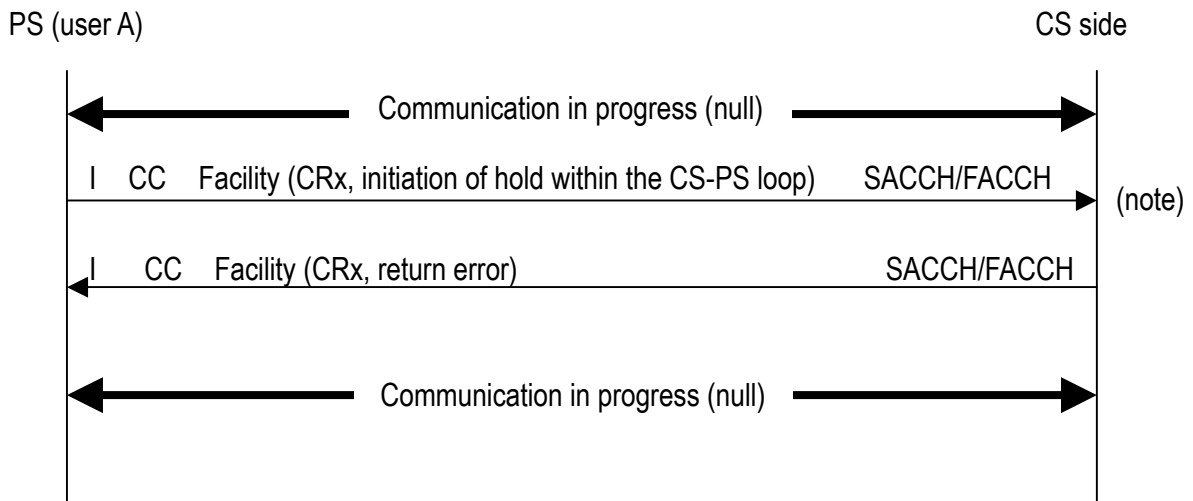 PS (user A) CS side
Communication in progress (null)
I CC Facility (CRx, initiation of hold within the CS-PS loop) SACCH/FACCH
(note)
I CC Facility (CRx, return error) SACCH/FACCH
Communication in progress (null)